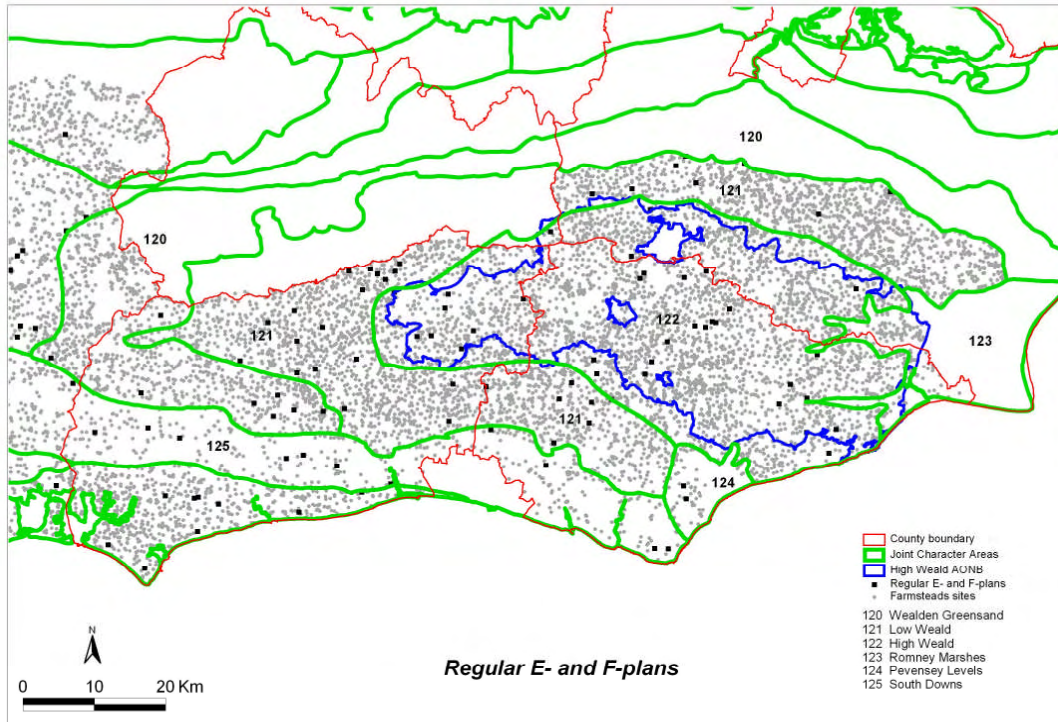 120
121
120
121
122
123
121
125
124
County boundary
Joint Character Areas
High Weald AONB
Regular E- and F-plans
Farmsteads sites
120 Wealden Greensand
121 Low Weald
122 High Weald
123 Romney Marshes
124 Pevensey Levels
125 South Downs
N
Regular E- and F-plans
0 10 20 Km